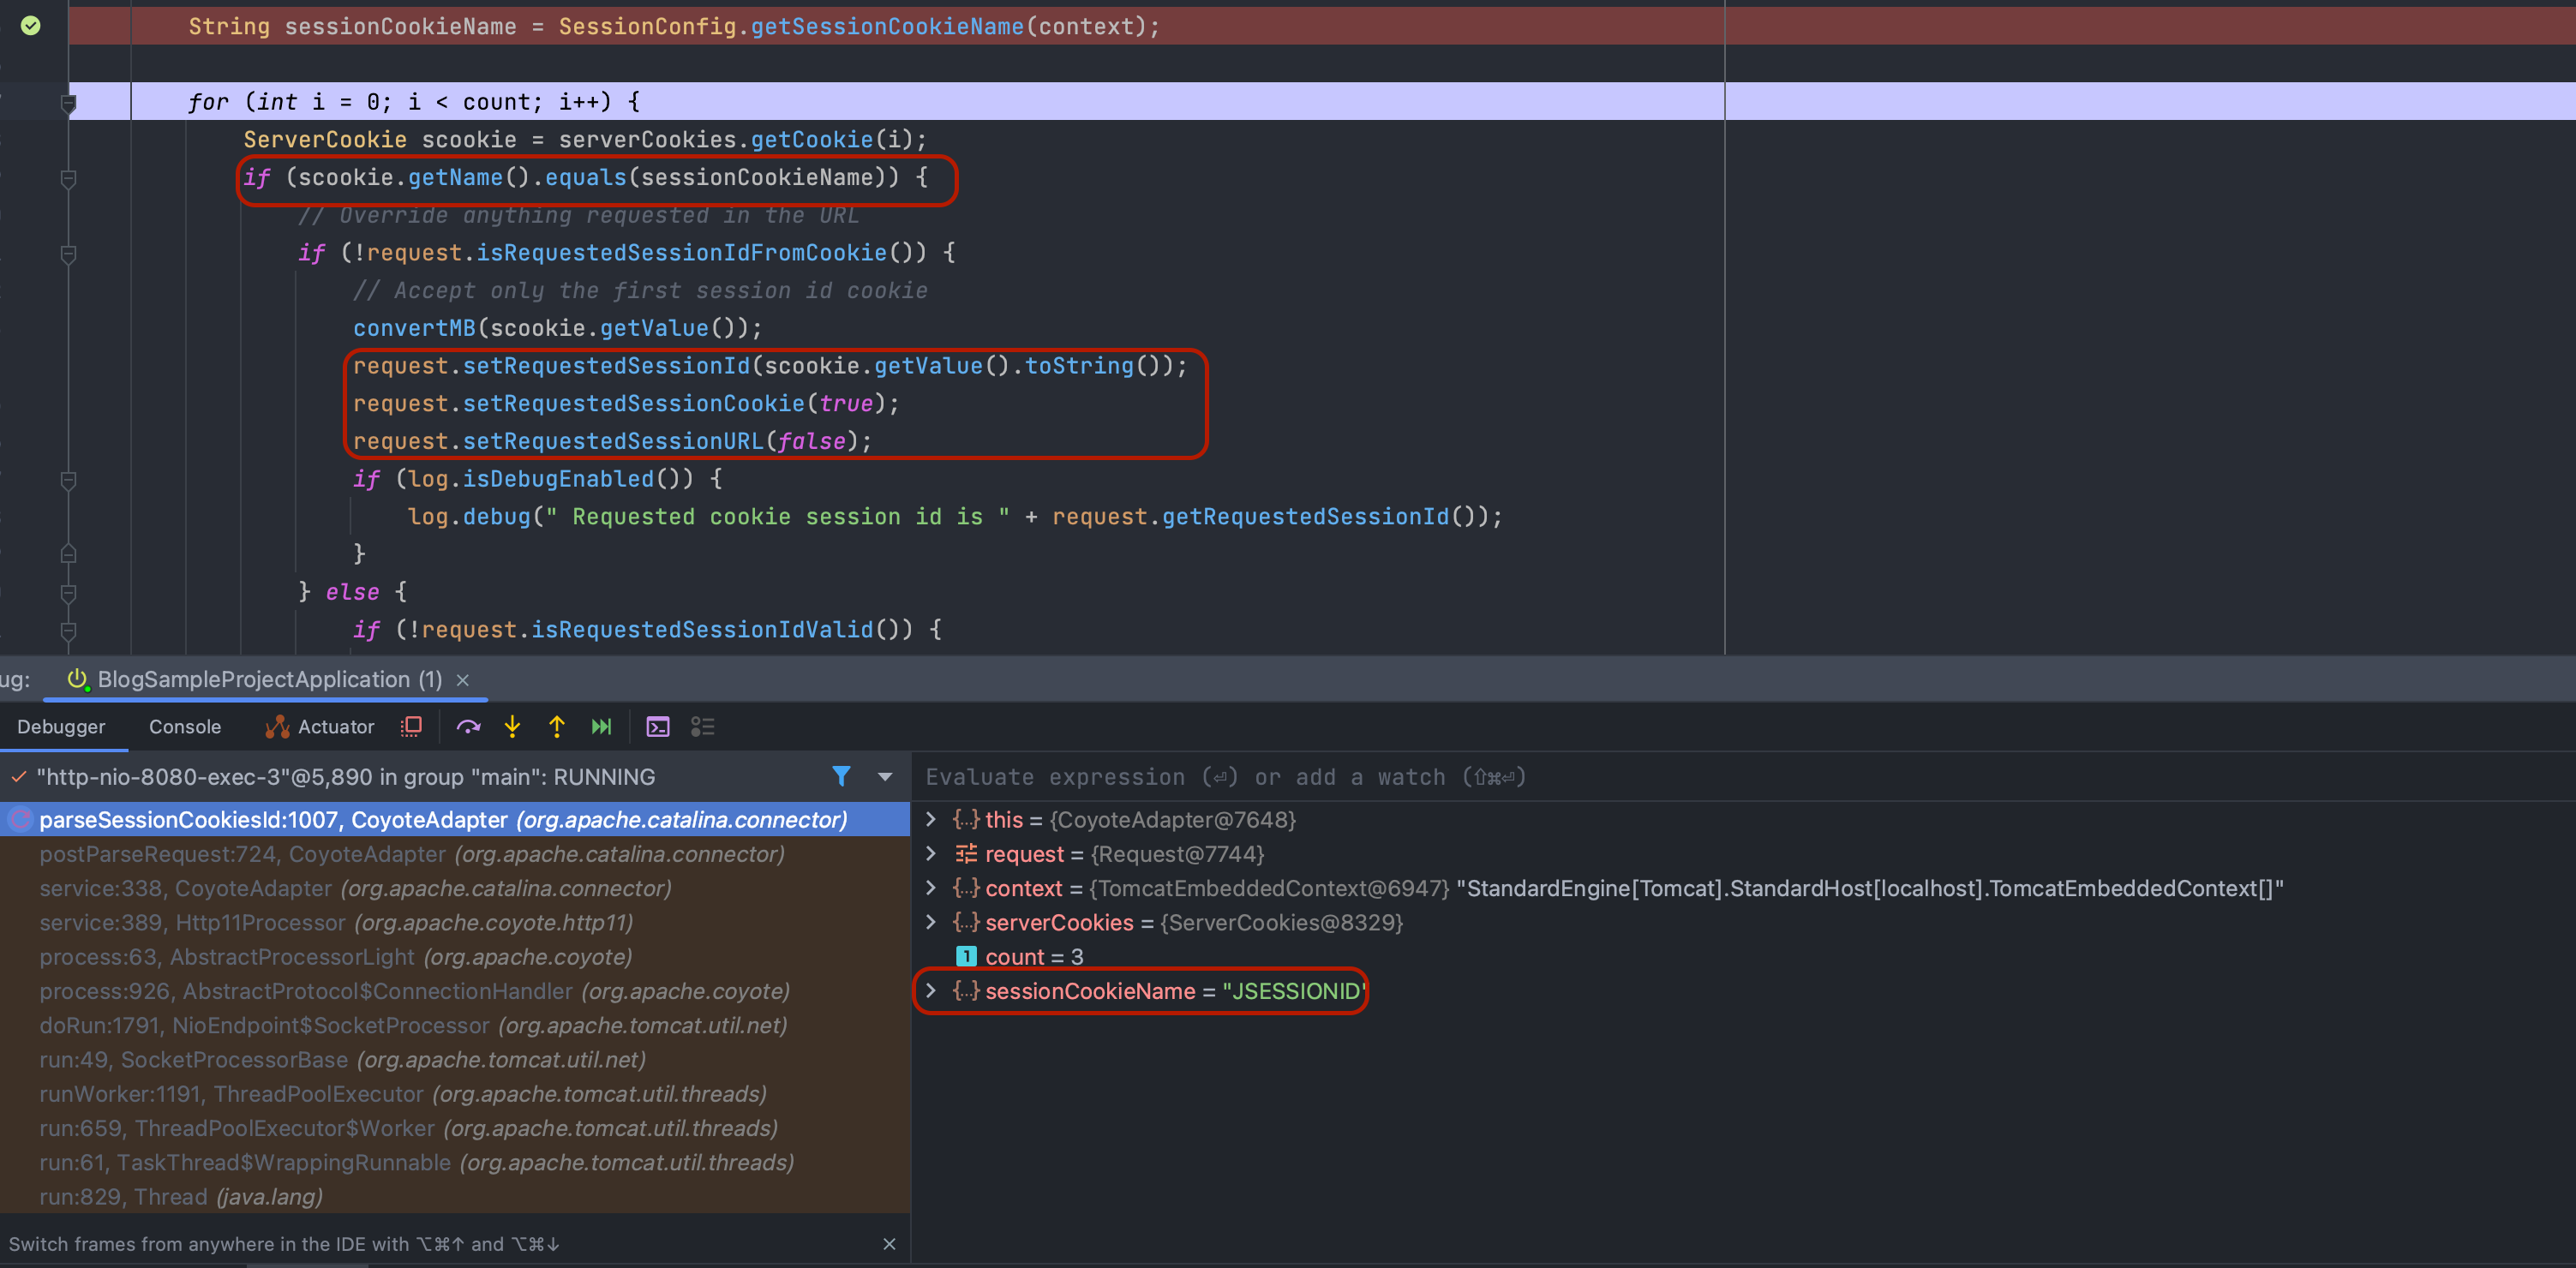 String sessionCookieName = SessionConfig.getSessionCookieName(context);
for (int i = 0; i < count; i++) {
ServerCookie scookie = serverCookies.getCookie(i);
if (scookie.getName().equals(sessionCookieName)) {
// Override anything requested in the URL
if (!request.isRequestedSessionIdFromCookie()) {
// Accept only the first session id cookie
convertMB(scookie.getValue());
request.setRequestedSessionId(scookie.getValue().toString());
request.setRequestedSessionCookie(true);
request.setRequestedSessionURL(false);
if (log.isDebugEnabled()) {
log.debug(" Requested cookie session id is " + request.getRequestedSessionId());
}
} else {
if (!request.isRequestedSessionIdValid()) {
ug: BlogSampleProjectApplication (1) ×
Debugger Console Actuator
"http-nio-8080-exec-3"@5,890 in group "main": RUNNING
parseSessionCookiesId:1007, CoyoteAdapter (org.apache.catalina.connector)
postParseRequest:724, CoyoteAdapter (org.apache.catalina.connector)
service:338, CoyoteAdapter (org.apache.catalina.connector)
service:389, Http11Processor (org.apache.coyote.http11)
process:63, AbstractProcessorLight (org.apache.coyote)
process:926, AbstractProtocol$ConnectionHandler (org.apache.coyote)
doRun:1791, NioEndpoint$SocketProcessor (org.apache.tomcat.util.net)
run:49, SocketProcessorBase (org.apache.tomcat.util.net)
runWorker:1191, ThreadPoolExecutor (org.apache.tomcat.util.threads)
run:659, ThreadPoolExecutor$Worker (org.apache.tomcat.util.threads)
run:61, TaskThread$WrappingRunnable (org.apache.tomcat.util.threads)
run:829, Thread (java.lang)
Switch frames from anywhere in the IDE with ⌥⌘↑ and ⌥⌘↓ ×
Evaluate expression (⏎) or add a watch (⇧⌘⏎)
{...} this = {CoyoteAdapter@7648}
request = {Request@7744}
{...} context = {TomcatEmbeddedContext@6947} "StandardEngine[Tomcat].StandardHost[localhost].TomcatEmbeddedContext[]"
{...} serverCookies = {ServerCookies@8329}
1 count = 3
{...} sessionCookieName = "JSESSIONID"